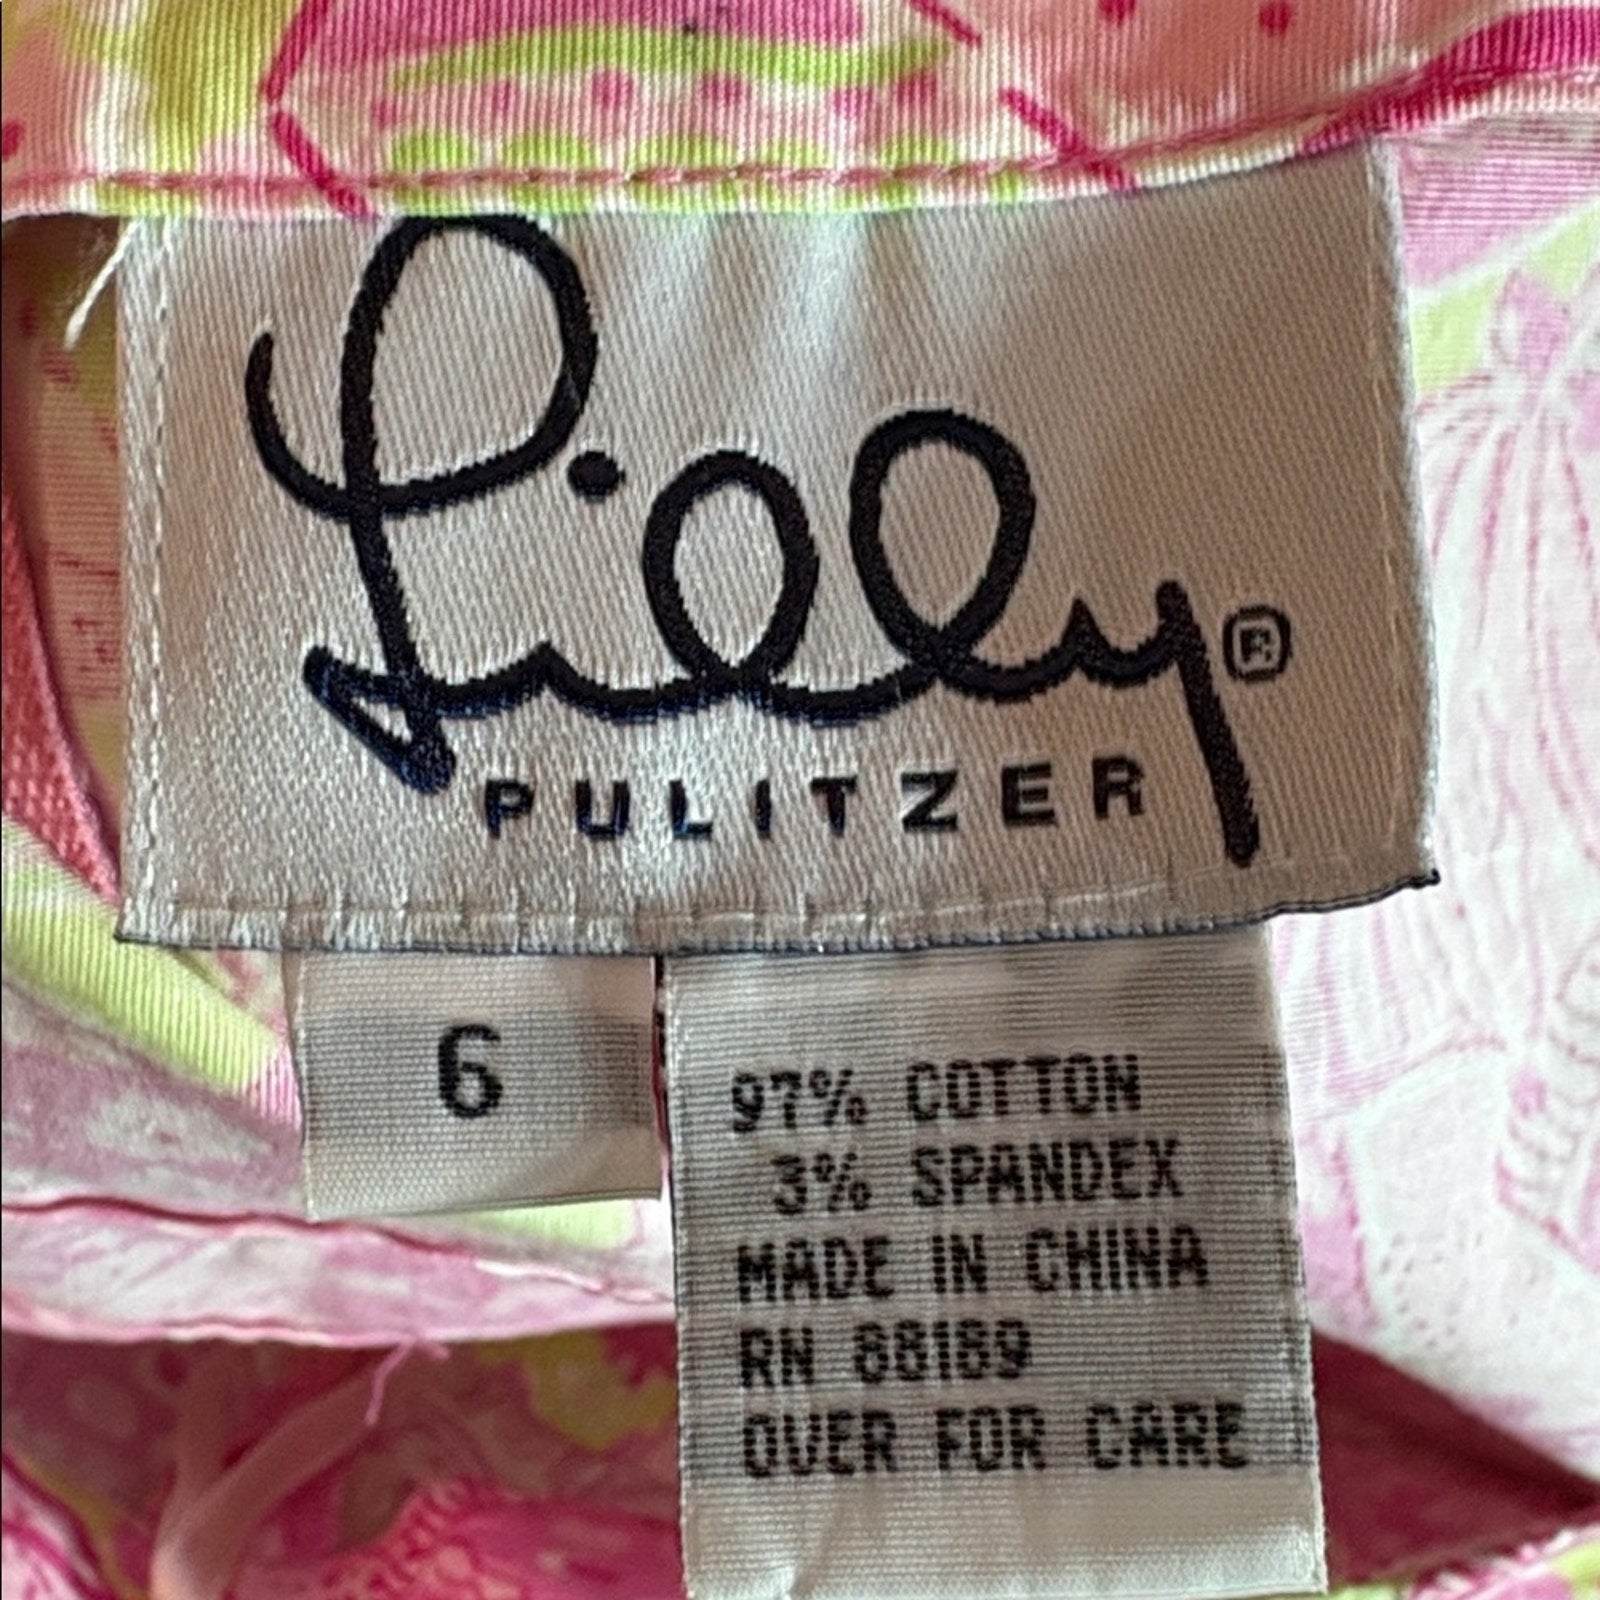 Lilly®
PULITZER
6
97% COTTON
3% SPANDEX
MADE IN CHINA
RN 88189
OVER FOR CARE